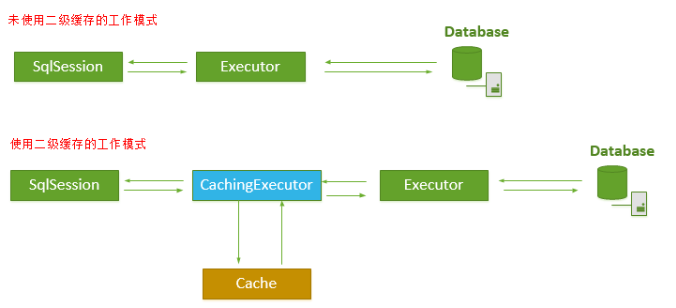 未使用二级缓存的工作模式
Database
SqlSession
Executor
使用二级缓存的工作模式
Database
SqlSession
CachingExecutor
Executor
Cache